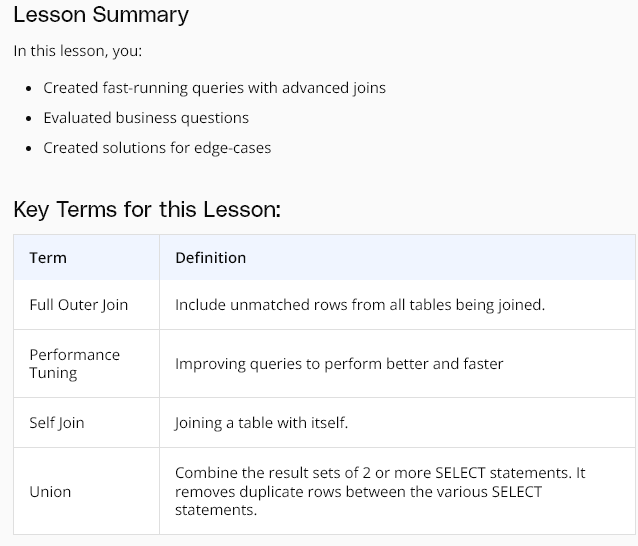 Lesson Summary
In this lesson, you:
• Created fast-running queries with advanced joins
• Evaluated business questions
• Created solutions for edge-cases
Key Terms for this Lesson:
Term Definition
Full Outer Join Include unmatched rows from all tables being joined.
Performance
Tuning
Improving queries to perform better and faster
Self Join Joining a table with itself.
Union
Combine the result sets of 2 or more SELECT statements. It
removes duplicate rows between the various SELECT
statements.